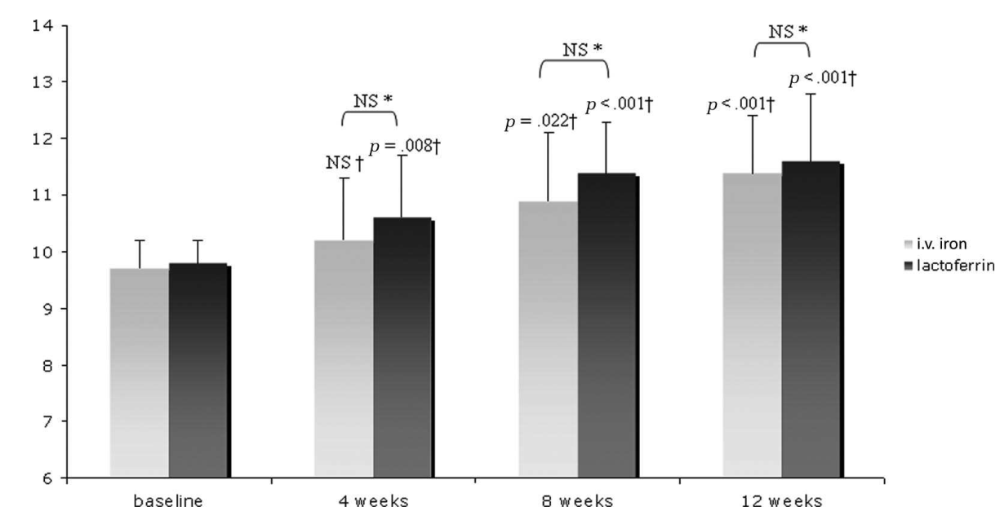 14
13
12
11
10
9
8
7
6
NS *
NS *
NS *
NS †
p = .008†
p = .022†
p < .001†
p < .001†
p < .001†
baseline
4 weeks
8 weeks
12 weeks
i.v. iron
lactoferrin